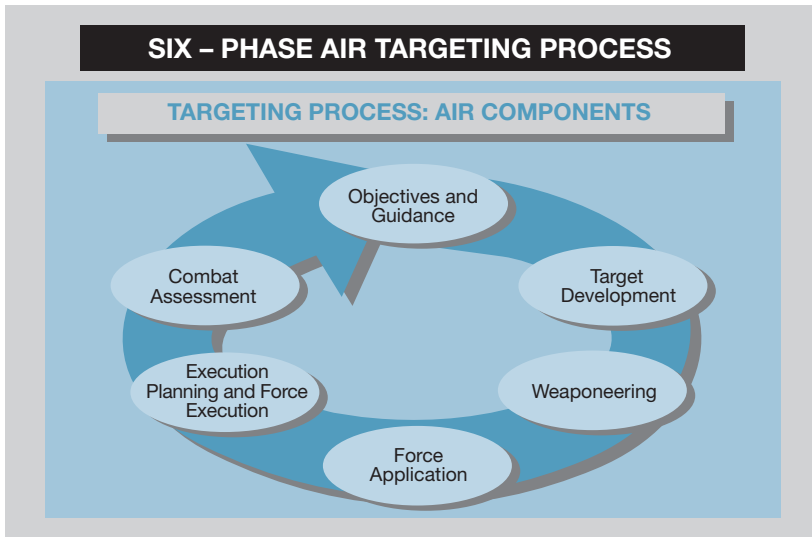 SIX – PHASE AIR TARGETING PROCESS
TARGETING PROCESS: AIR COMPONENTS
Objectives and
Guidance
Target
Development
Weaponeering
Force
Application
Execution
Planning and Force
Execution
Combat
Assessment